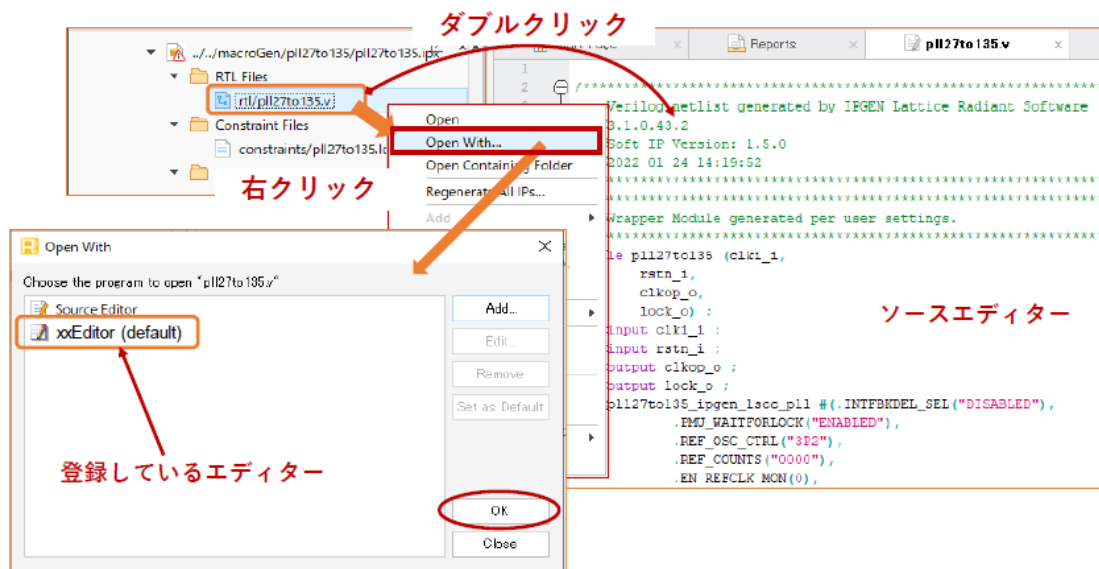 ダブルクリック
../../macroGen/pll27to135/pll27to135.ipx
RTL Files
rtl/pll27to135.v
Constraint Files
constraints/pll27to135.ld
右クリック
Open
Open With...
Open Containing Folder
Regenerate All IPs...
Add
Reports
pll27to135.v
1
2
/****************************************************
Verilog netlist generated by IPGEN Lattice Radiant Software
3.1.0.43.2
Soft IP Version: 1.5.0
2022 01 24 14:19:52
Wrapper Module generated per user settings.
le pll27to135 (clki_i,
rstn_i,
clkop_o,
lock_o) ;
input clki_i ;
input rstn_i ;
output clkop_o ;
output lock_o ;
pll27to135_ipgen_lscc_pll #(.INTFBKDEL_SEL("DISABLED"),
.PMU_WAITFORLOCK("ENABLED"),
.REF_OSC_CTRL("3P2"),
.REF_COUNTS("0000"),
.EN_REFCLK_MON(0),
ソースエディター
Open With
Choose the program to open "pll27to135.v"
Source Editor
xxEditor (default)
Add...
Edit...
Remove
Set as Default
OK
Close
登録しているエディター